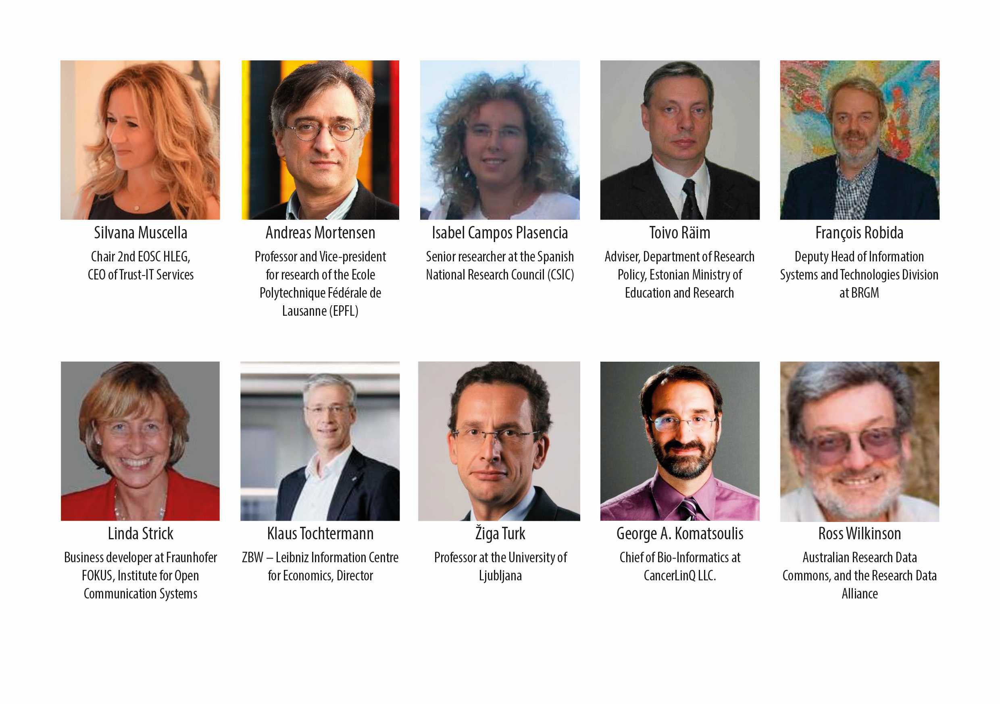 Silvana Muscella
Chair 2nd EOSC HLEG,
CEO of Trust-IT Services
Andreas Mortensen
Professor and Vice-president
for research of the Ecole
Polytechnique Fédérale de
Lausanne (EPFL)
Isabel Campos Plasencia
Senior researcher at the Spanish
National Research Council (CSIC)
Toivo Räim
Adviser, Department of Research
Policy, Estonian Ministry of
Education and Research
François Robida
Deputy Head of Information
Systems and Technologies Division
at BRGM
Linda Strick
Business developer at Fraunhofer
FOKUS, Institute for Open
Communication Systems
Klaus Tochtermann
ZBW – Leibniz Information Centre
for Economics, Director
Žiga Turk
Professor at the University of
Ljubljana
George A. Komatsoulis
Chief of Bio-Informatics at
CancerLinQ LLC.
Ross Wilkinson
Australian Research Data
Commons, and the Research Data
Alliance